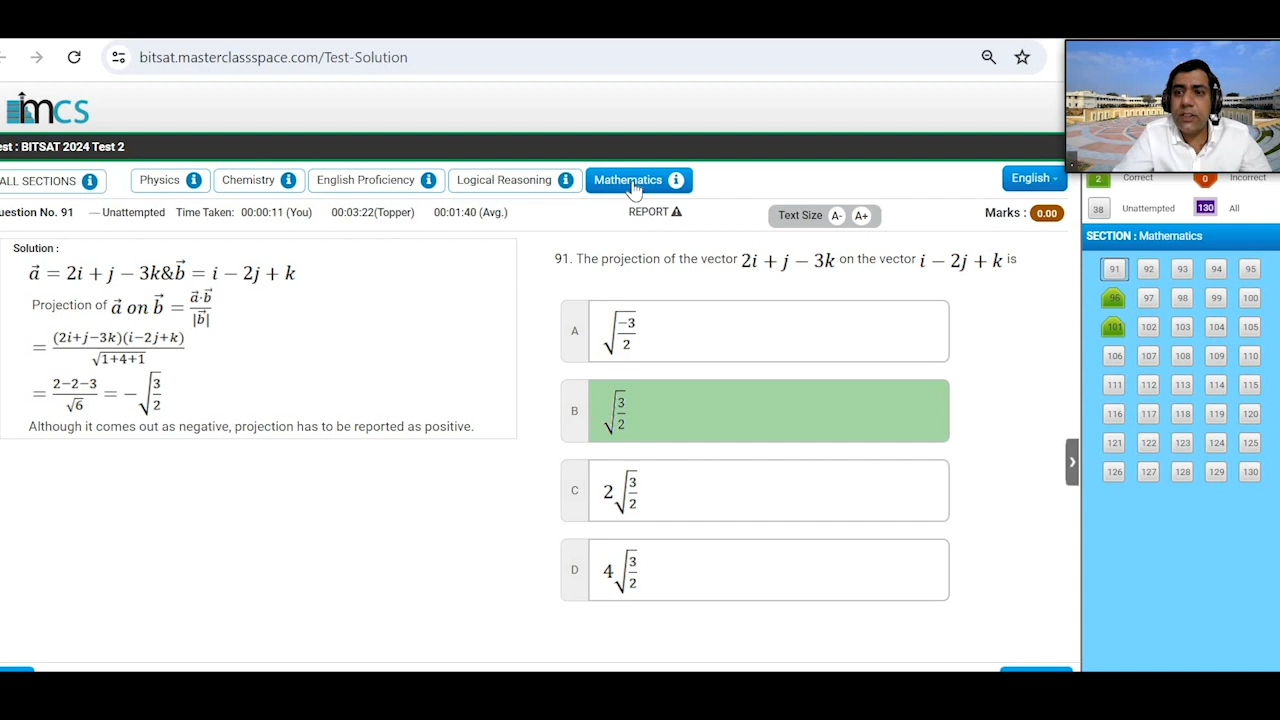 bitsat.masterclassspace.com/Test-Solution
imcs
est : BITSAT 2024 Test 2
ALL SECTIONS
Physics
Chemistry
English Proficiency
Logical Reasoning
Mathematics
English
uestion No. 91 — Unattempted Time Taken: 00:00:11 (You) 00:03:22(Topper) 00:01:40 (Avg.)
REPORT
Text Size A- A+
Marks : 0.00
Solution :
a⃗ = 2i + j − 3k&b⃗ = i − 2j + k
Projection of a⃗ on b⃗ = a⃗·b⃗/|b⃗|
= (2i+j−3k)(i−2j+k)/√1+4+1
= 2−2−3/√6 = −√3/2
Although it comes out as negative, projection has to be reported as positive.
91. The projection of the vector 2i + j − 3k on the vector i − 2j + k is
A √−3/2
B √3/2
C 2√3/2
D 4√3/2
2 Correct 0 Incorrect
38 Unattempted 130 All
SECTION : Mathematics
91 92 93 94 95
96 97 98 99 100
101 102 103 104 105
106 107 108 109 110
111 112 113 114 115
116 117 118 119 120
121 122 123 124 125
126 127 128 129 130